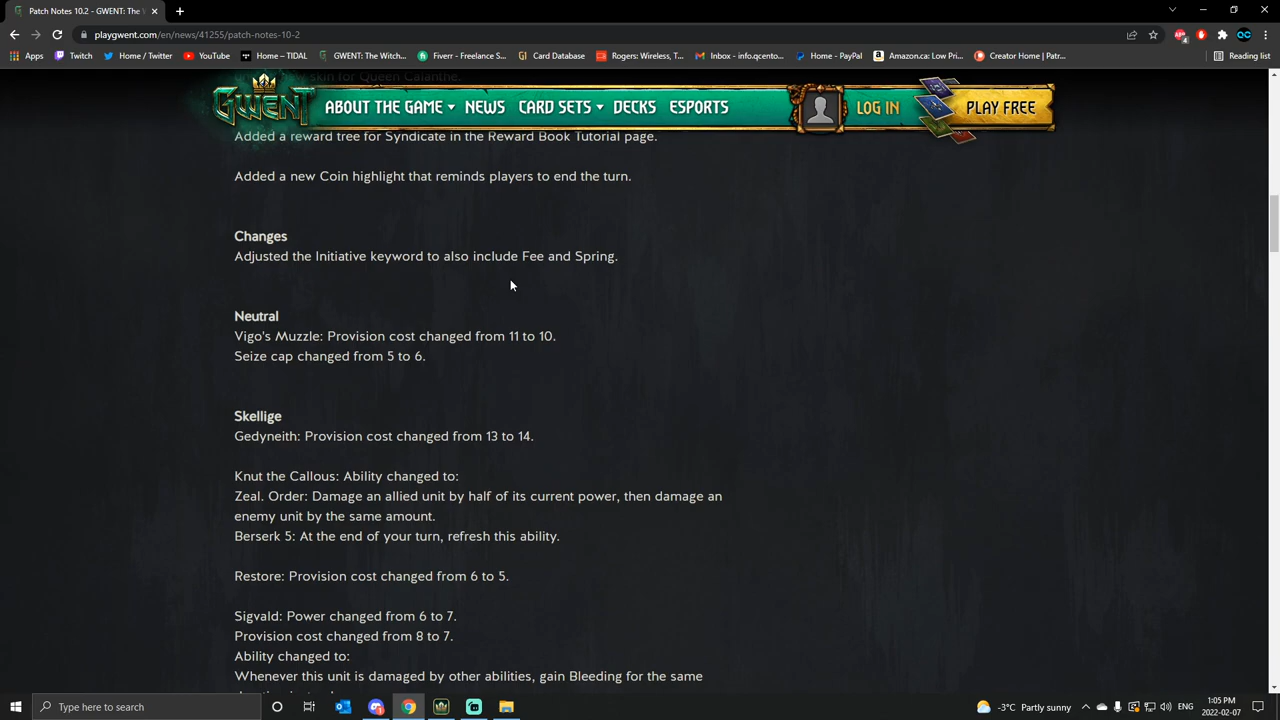 Patch Notes 10.2 - GWENT: The W
playgwent.com/en/news/41255/patch-notes-10-2
Apps Twitch Home / Twitter YouTube Home – TIDAL GWENT: The Witch... Fiverr - Freelance S... Card Database Rogers: Wireless, T... Inbox - info.qcento... Home - PayPal Amazon.ca: Low Pri... Creator Home | Patr... Reading list
skin for Queen Calanthe.
GWENT ABOUT THE GAME NEWS CARD SETS DECKS ESPORTS LOG IN PLAY FREE
Added a reward tree for Syndicate in the Reward Book Tutorial page.
Added a new Coin highlight that reminds players to end the turn.
Changes
Adjusted the Initiative keyword to also include Fee and Spring.
Neutral
Vigo's Muzzle: Provision cost changed from 11 to 10.
Seize cap changed from 5 to 6.
Skellige
Gedyneith: Provision cost changed from 13 to 14.
Knut the Callous: Ability changed to:
Zeal. Order: Damage an allied unit by half of its current power, then damage an
enemy unit by the same amount.
Berserk 5: At the end of your turn, refresh this ability.
Restore: Provision cost changed from 6 to 5.
Sigvald: Power changed from 6 to 7.
Provision cost changed from 8 to 7.
Ability changed to:
Whenever this unit is damaged by other abilities, gain Bleeding for the same
Type here to search
-3°C Partly sunny ENG 1:05 PM
2022-02-07